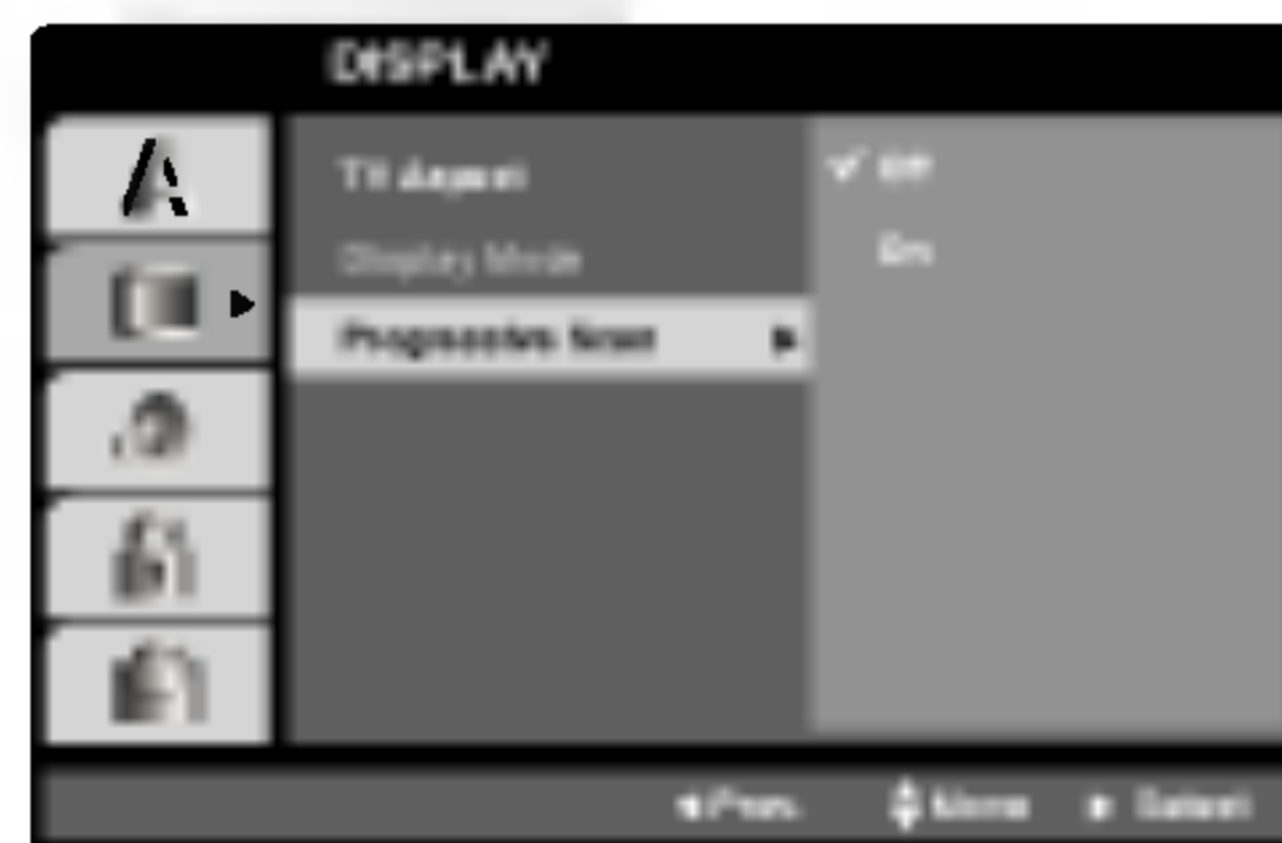 DISPLAY
TV Aspect
Off
Display Mode
On
Progressive Scan
Prev.
Move
Select